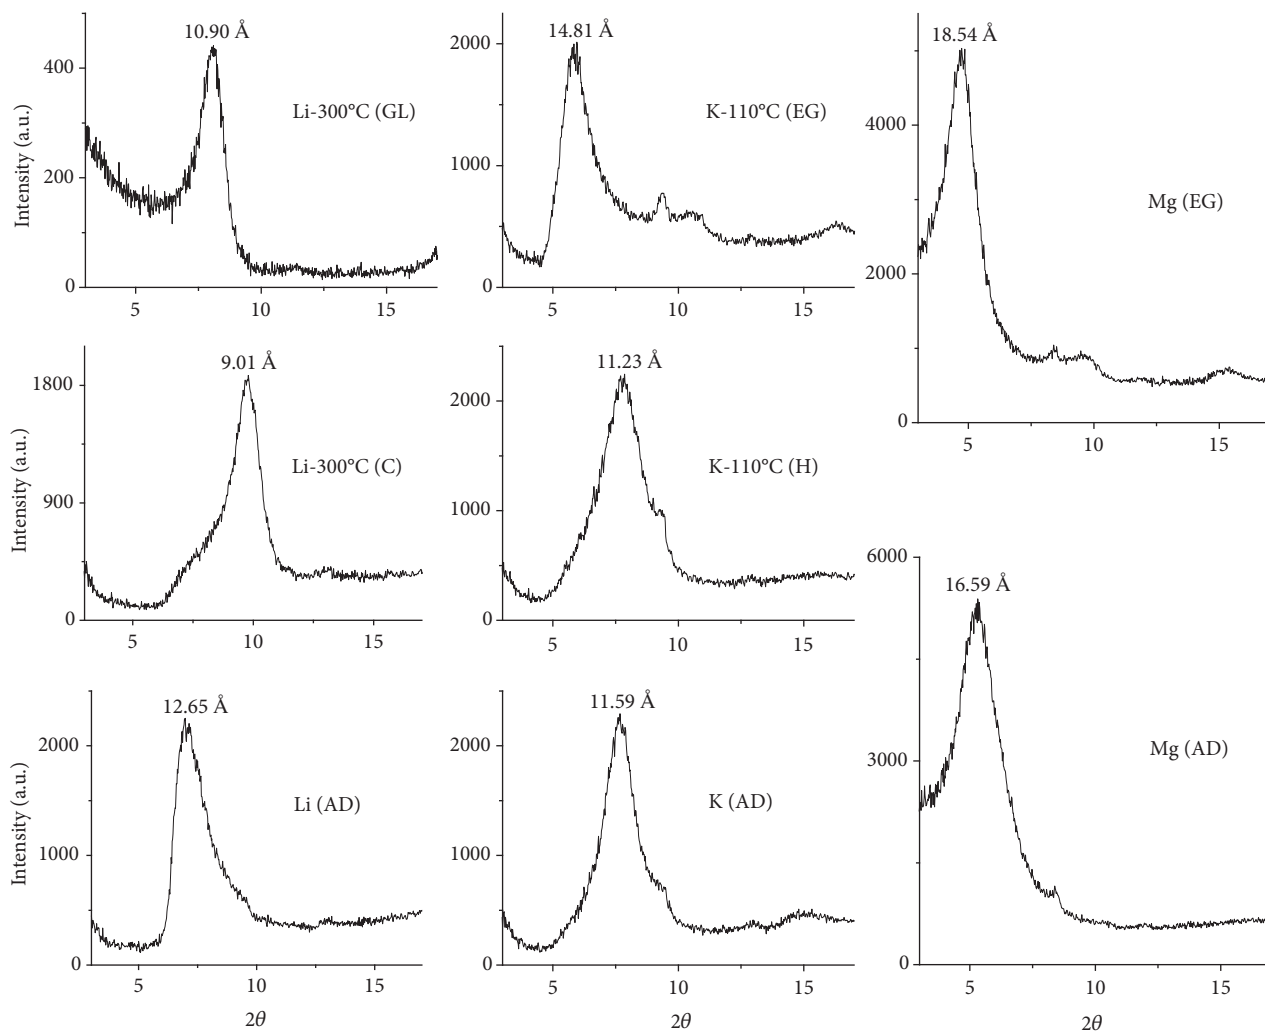 10.90 Å
Li-300°C (GL)
Intensity (a.u.)
400
200
0
5 10 15
14.81 Å
K-110°C (EG)
2000
1000
0
5 10 15
18.54 Å
Mg (EG)
4000
2000
0
5 10 15
9.01 Å
Li-300°C (C)
Intensity (a.u.)
1800
900
0
5 10 15
11.23 Å
K-110°C (H)
2000
1000
0
5 10 15
12.65 Å
Li (AD)
Intensity (a.u.)
2000
1000
0
5 10 15
2θ
11.59 Å
K (AD)
2000
1000
0
5 10 15
2θ
16.59 Å
Mg (AD)
6000
3000
0
5 10 15
2θ